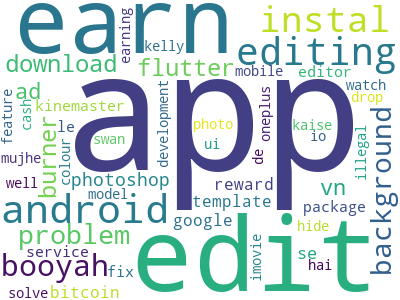 earn
instal
kelly
earning
editing
download
flutter
mobile
editor
ad
watch
feature
kinemaster
drop
cash
app
development
oneplus
photo
kaise
burner
le
swan
ui
de
io
illegal
background
mujhe
colour
photoshop
reward
vn
well
model
template
package
android
google
hide
problem
edit
se
service
imovie
booyah
fix
hai
solve
bitcoin